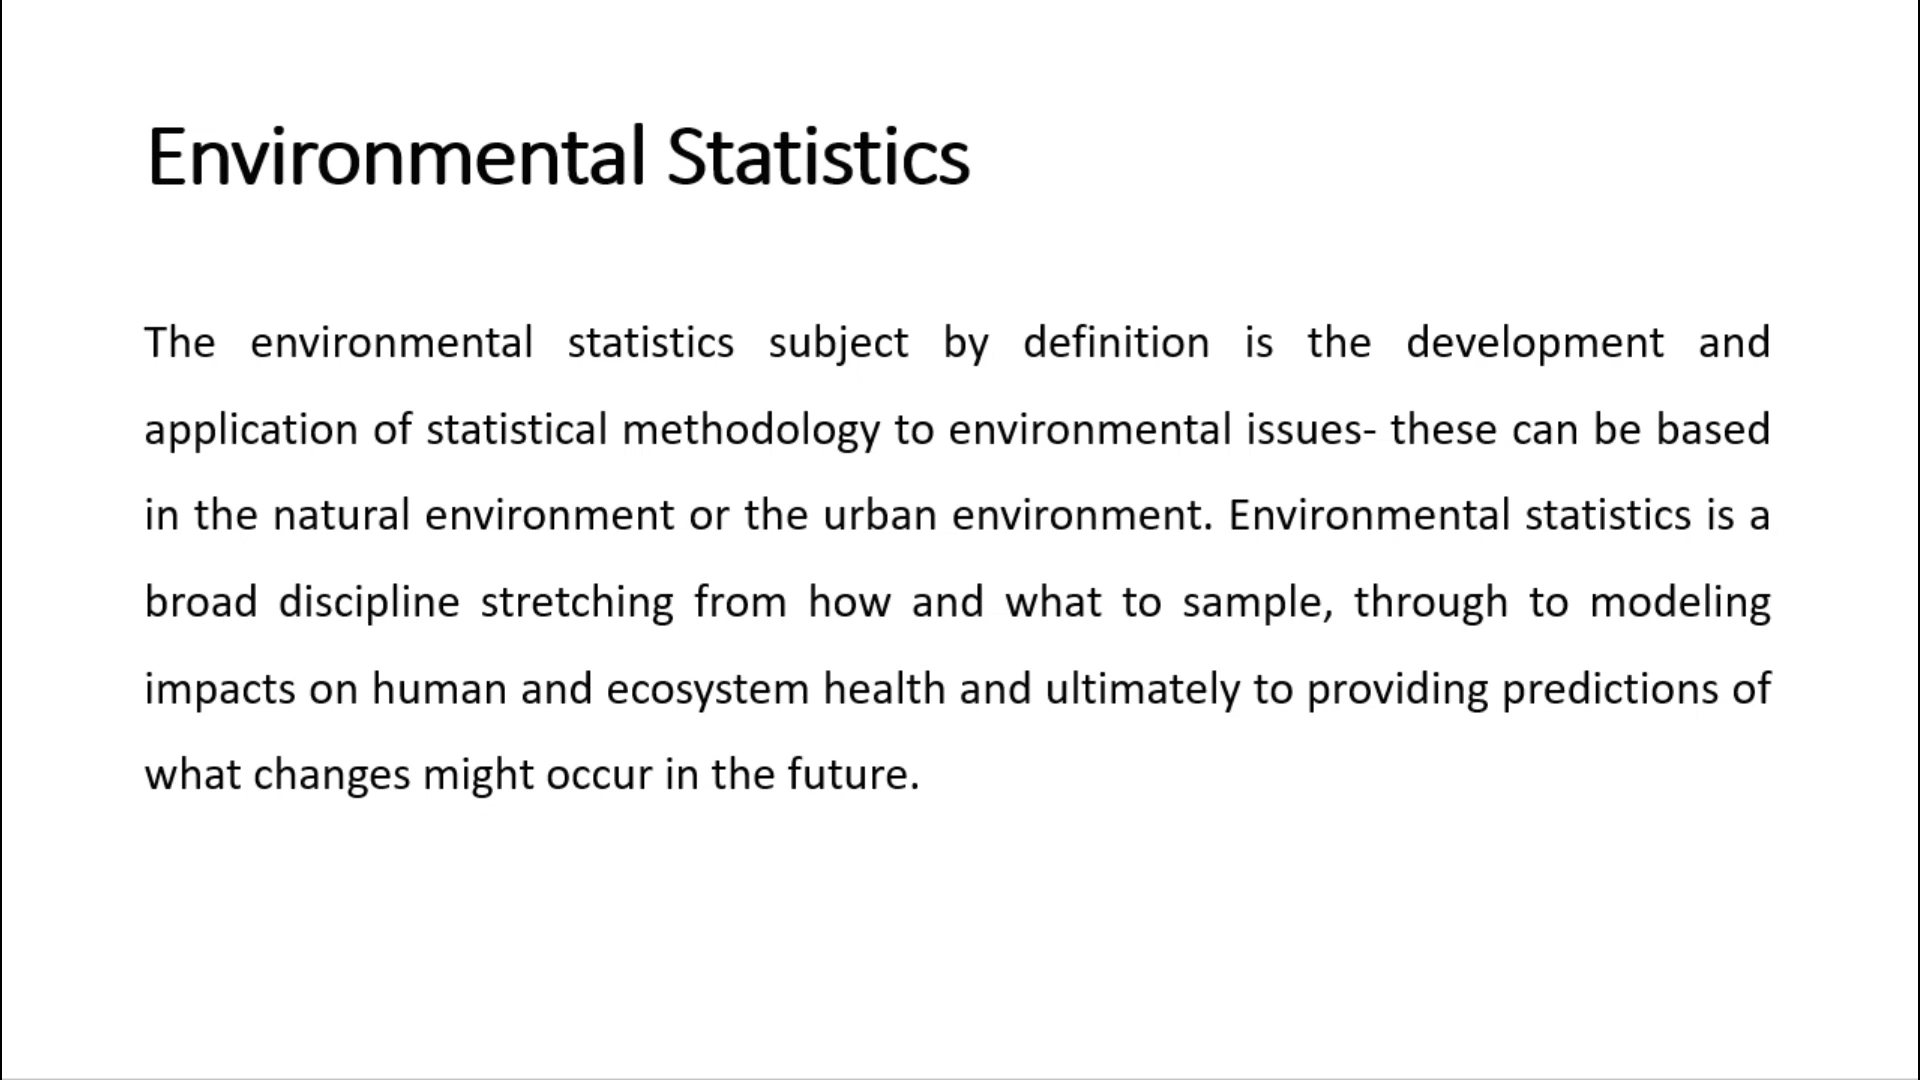 Environmental Statistics
The environmental statistics subject by definition is the development and
application of statistical methodology to environmental issues- these can be based
in the natural environment or the urban environment. Environmental statistics is a
broad discipline stretching from how and what to sample, through to modeling
impacts on human and ecosystem health and ultimately to providing predictions of
what changes might occur in the future.